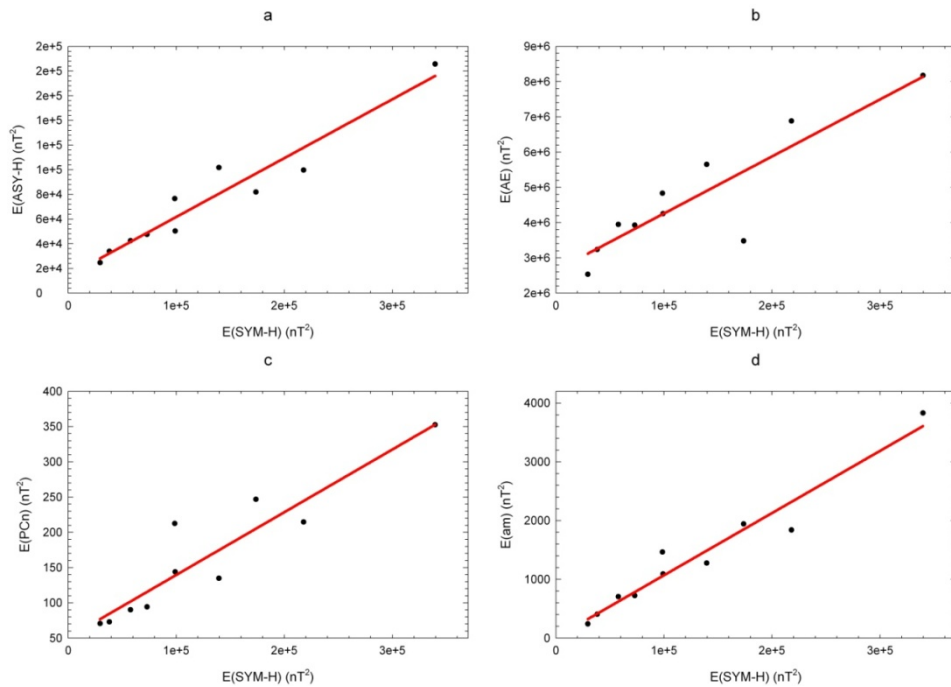 a
2e+5
2e+5
2e+5
1e+5
1e+5
8e+4
6e+4
4e+4
2e+4
0
E(ASY-H) (nT²)
0
1e+5
2e+5
3e+5
E(SYM-H) (nT²)
b
9e+6
8e+6
7e+6
6e+6
5e+6
4e+6
3e+6
2e+6
E(AE) (nT²)
0
1e+5
2e+5
3e+5
E(SYM-H) (nT²)
c
400
350
300
250
200
150
100
50
E(PCn) (nT²)
0
1e+5
2e+5
3e+5
E(SYM-H) (nT²)
d
4000
3000
2000
1000
0
E(am) (nT²)
0
1e+5
2e+5
3e+5
E(SYM-H) (nT²)